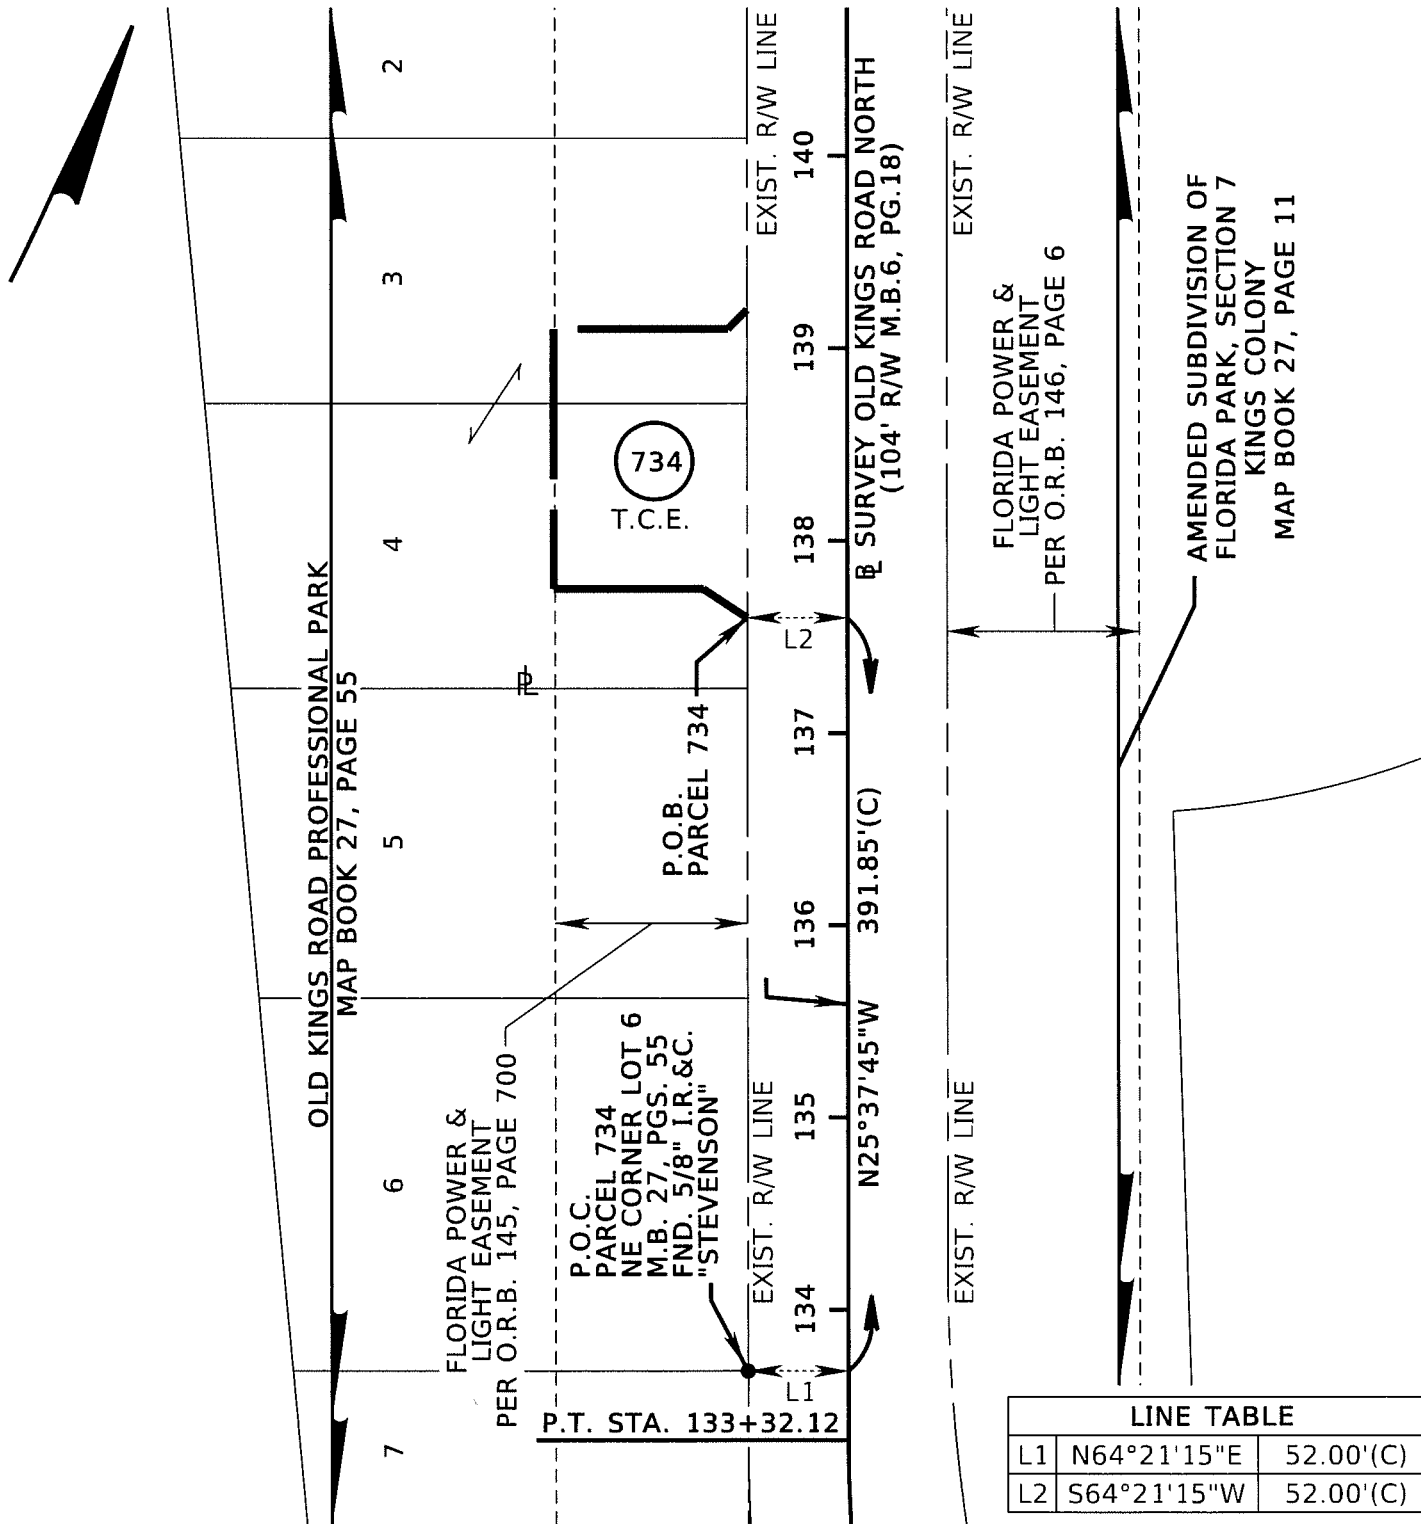 2
3
4
5
6
7
OLD KINGS ROAD PROFESSIONAL PARK
MAP BOOK 27, PAGE 55
734
T.C.E.
P̵L
L2
P.O.B.
PARCEL 734
FLORIDA POWER &
LIGHT EASEMENT
PER O.R.B. 145, PAGE 700
P.O.C.
PARCEL 734
NE CORNER LOT 6
M.B. 27, PGS. 55
FND. 5/8" I.R.&C.
"STEVENSON"
L1
P.T. STA. 133+32.12
EXIST. R/W LINE
EXIST. R/W LINE
140
139
138
137
136
135
134
BL SURVEY OLD KINGS ROAD NORTH
(104' R/W M.B.6, PG.18)
N25°37'45"W 391.85'(C)
EXIST. R/W LINE
EXIST. R/W LINE
FLORIDA POWER &
LIGHT EASEMENT
PER O.R.B. 146, PAGE 6
AMENDED SUBDIVISION OF
FLORIDA PARK, SECTION 7
KINGS COLONY
MAP BOOK 27, PAGE 11
LINE TABLE
L1 N64°21'15"E 52.00'(C)
L2 S64°21'15"W 52.00'(C)